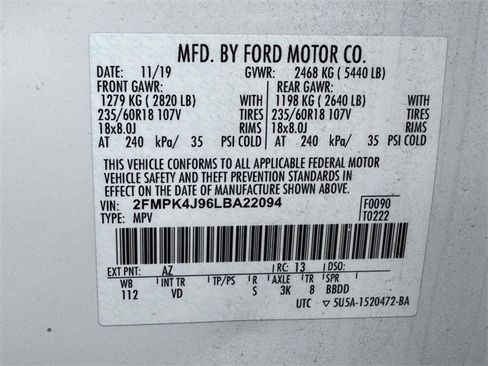 MFD. BY FORD MOTOR CO.
DATE: 11/19 GVWR: 2468 KG ( 5440 LB)
FRONT GAWR: REAR GAWR:
1279 KG ( 2820 LB) WITH 1198 KG ( 2640 LB) WITH
235/60R18 107V TIRES 235/60R18 107V TIRES
18x8.0J RIMS 18x8.0J RIMS
AT 240 kPa/ 35 PSI COLD AT 240 kPa/ 35 PSI COLD
THIS VEHICLE CONFORMS TO ALL APPLICABLE FEDERAL MOTOR
VEHICLE SAFETY AND THEFT PREVENTION STANDARDS IN
EFFECT ON THE DATE OF MANUFACTURE SHOWN ABOVE.
VIN: 2FMPK4J96LBA22094 F0090
TYPE: MPV T0222
EXT PNT: AZ RC: 13
WB INT TR TP/PS R AXLE TR SPR
112 VD S 3K 8 BBDD
UTC ▽ 5U5A-1520472-BA